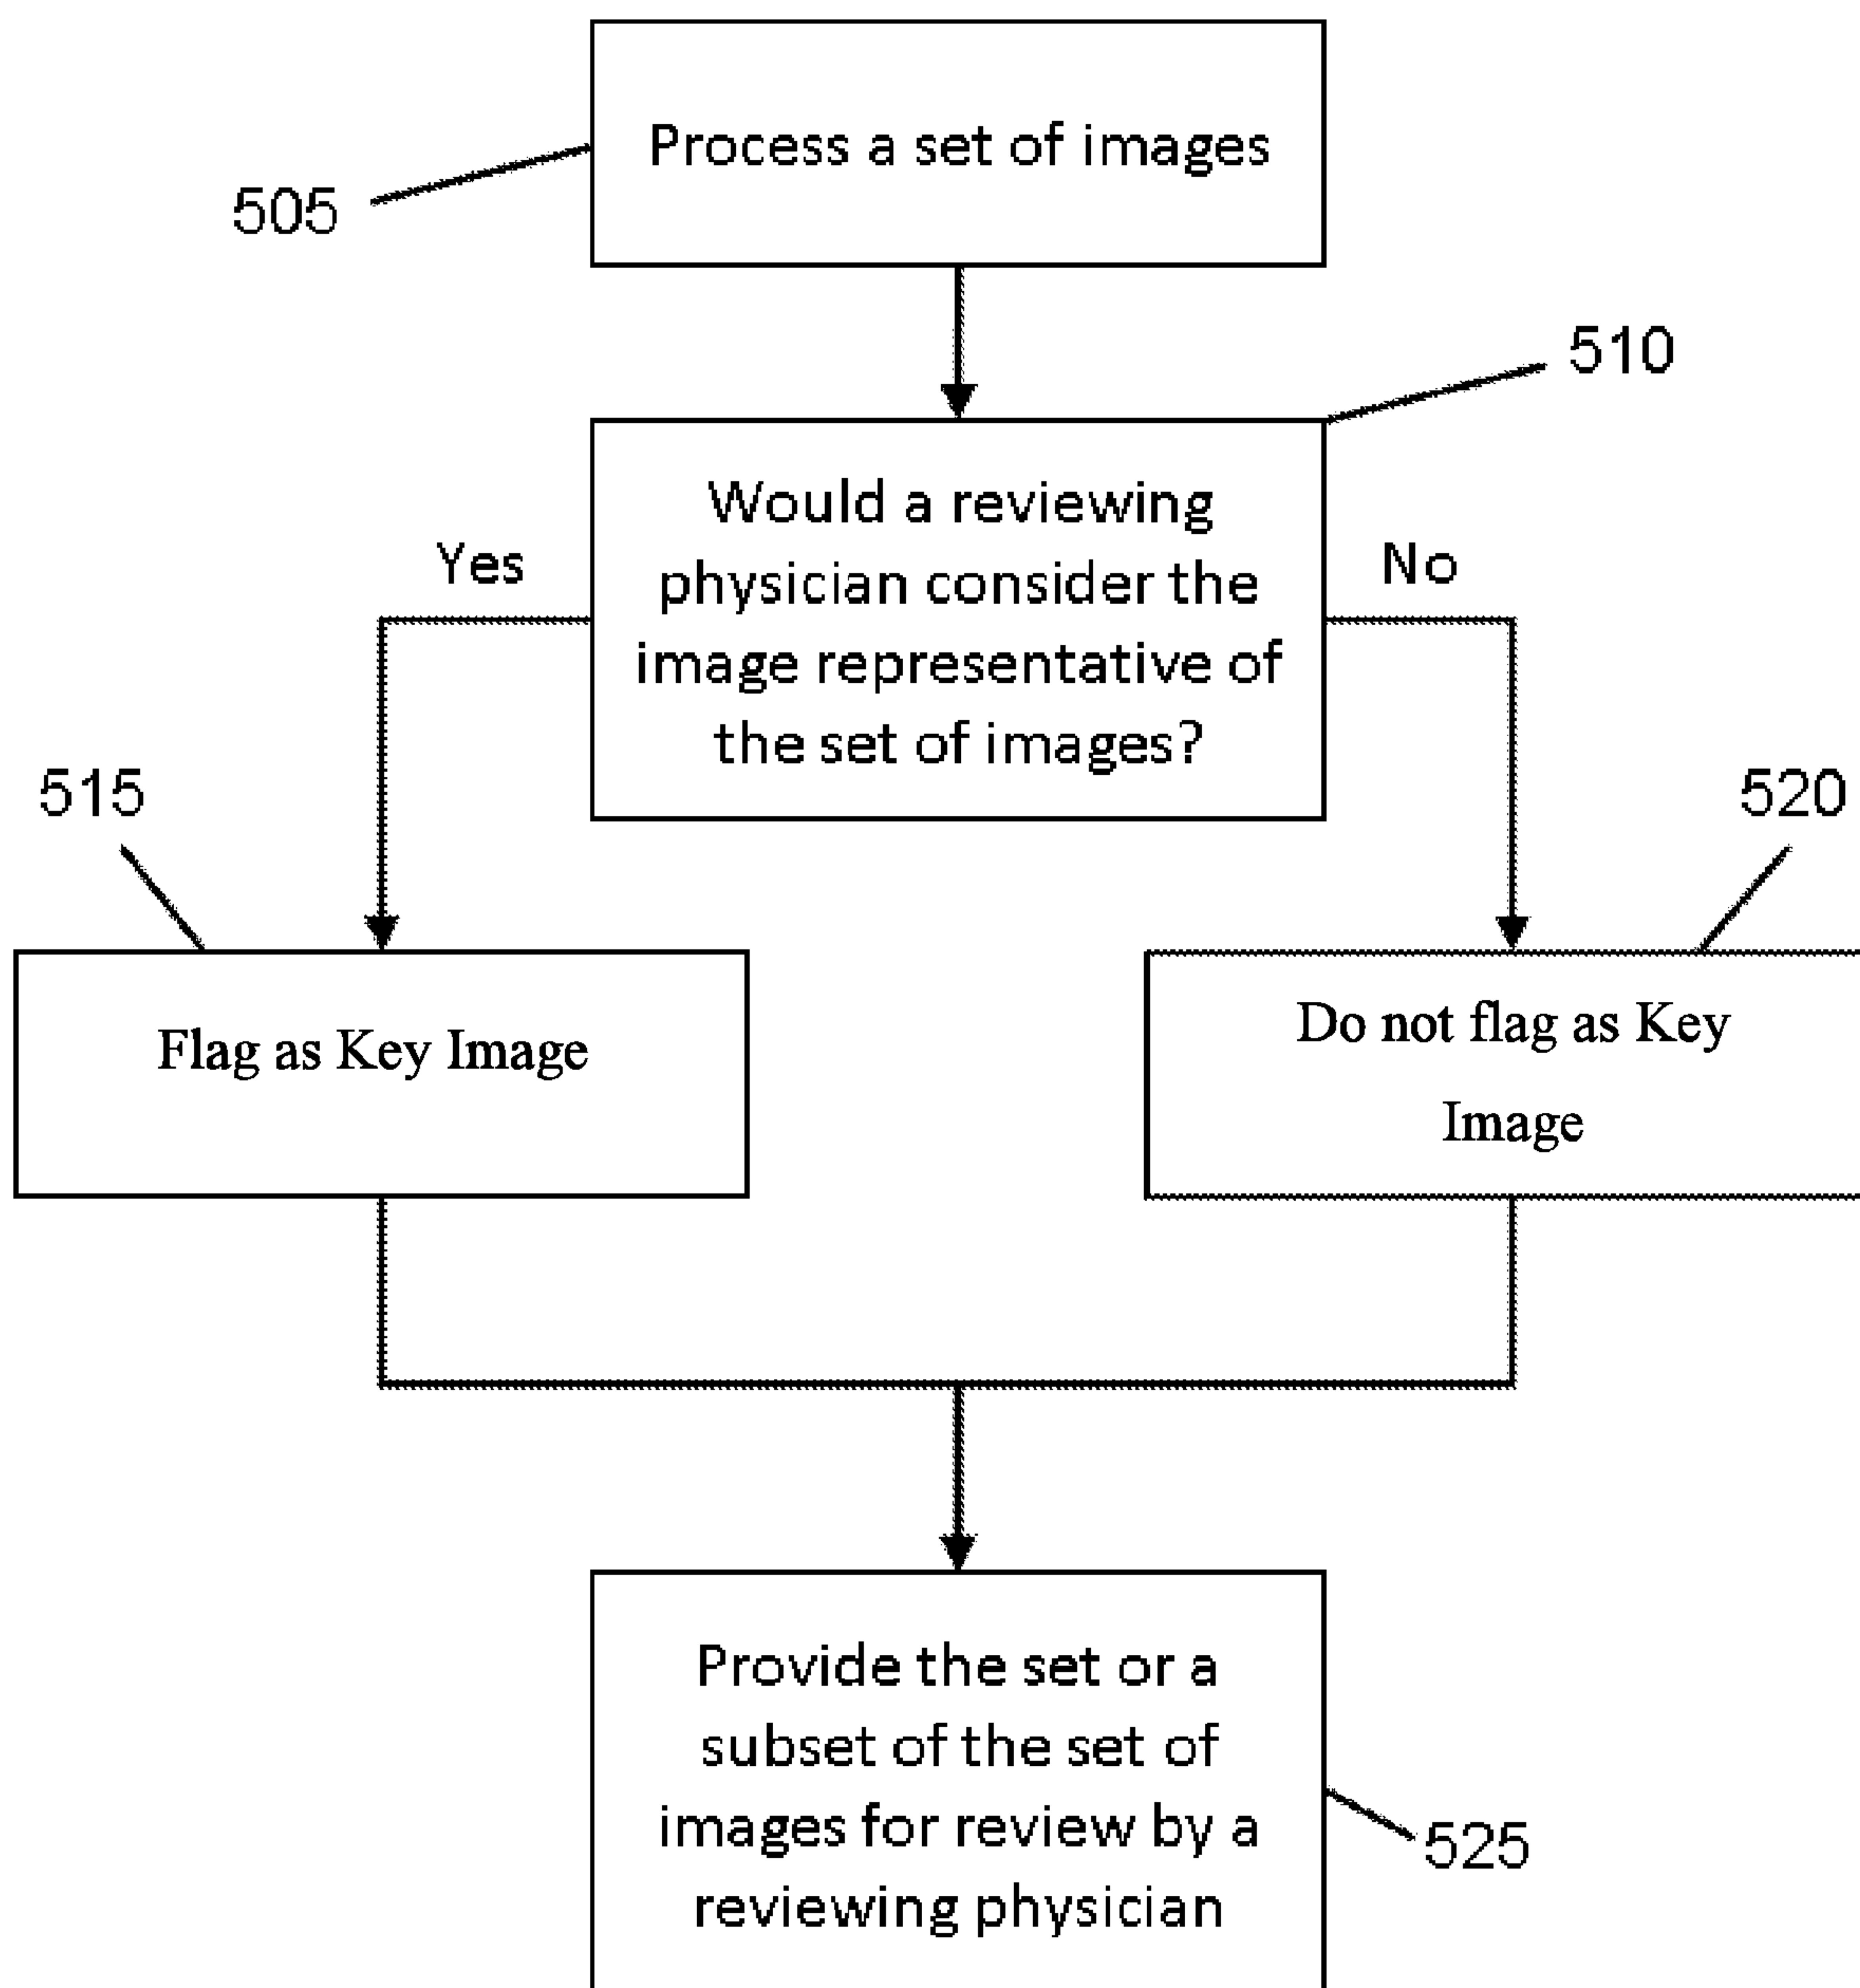 Process a set of images
505
510
Would a reviewing
physician consider the
image representative of
the set of images?
Yes
No
515
520
Flag as Key Image
Do not flag as Key
Image
Provide the set or a
subset of the set of
images for review by a
reviewing physician
525